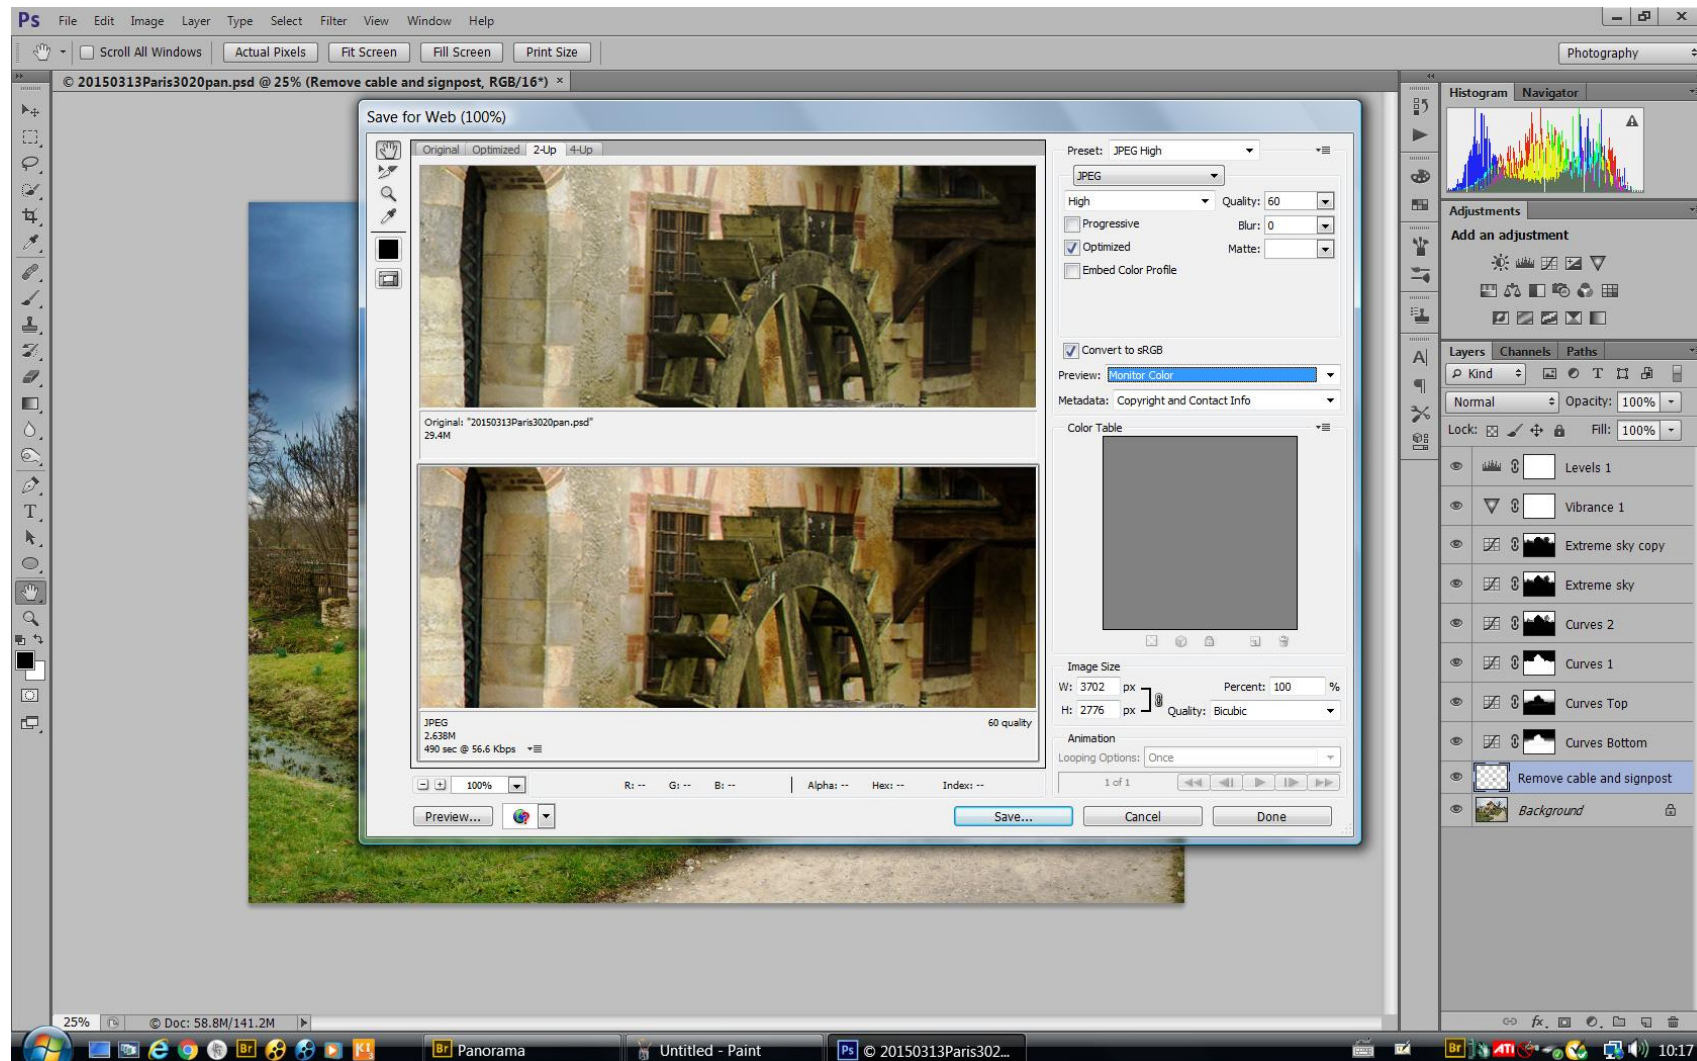 Ps File Edit Image Layer Type Select Filter View Window Help
Scroll All Windows Actual Pixels Fit Screen Fill Screen Print Size Photography
© 20150313Paris3020pan.psd @ 25% (Remove cable and signpost, RGB/16*) ×
Save for Web (100%)
Original Optimized 2-Up 4-Up
Original: "20150313Paris3020pan.psd"
29.4M
JPEG
60 quality
2.638M
490 sec @ 56.6 Kbps
100% R: -- G: -- B: -- Alpha: -- Hex: -- Index: --
Preview... Save... Cancel Done
Preset: JPEG High
JPEG
High Quality: 60
Progressive Blur: 0
Optimized Matte:
Embed Color Profile
Convert to sRGB
Preview: Monitor Color
Metadata: Copyright and Contact Info
Color Table
Image Size
W: 3702 px Percent: 100 %
H: 2776 px Quality: Bicubic
Animation
Looping Options: Once
1 of 1
Histogram Navigator
Adjustments
Add an adjustment
Layers Channels Paths
Kind T
Normal Opacity: 100%
Lock: Fill: 100%
Levels 1
Vibrance 1
Extreme sky copy
Extreme sky
Curves 2
Curves 1
Curves Top
Curves Bottom
Remove cable and signpost
Background
fx
25% © Doc: 58.8M/141.2M
Br Br Panorama Untitled - Paint Ps © 20150313Paris302... Br ATI 10:17